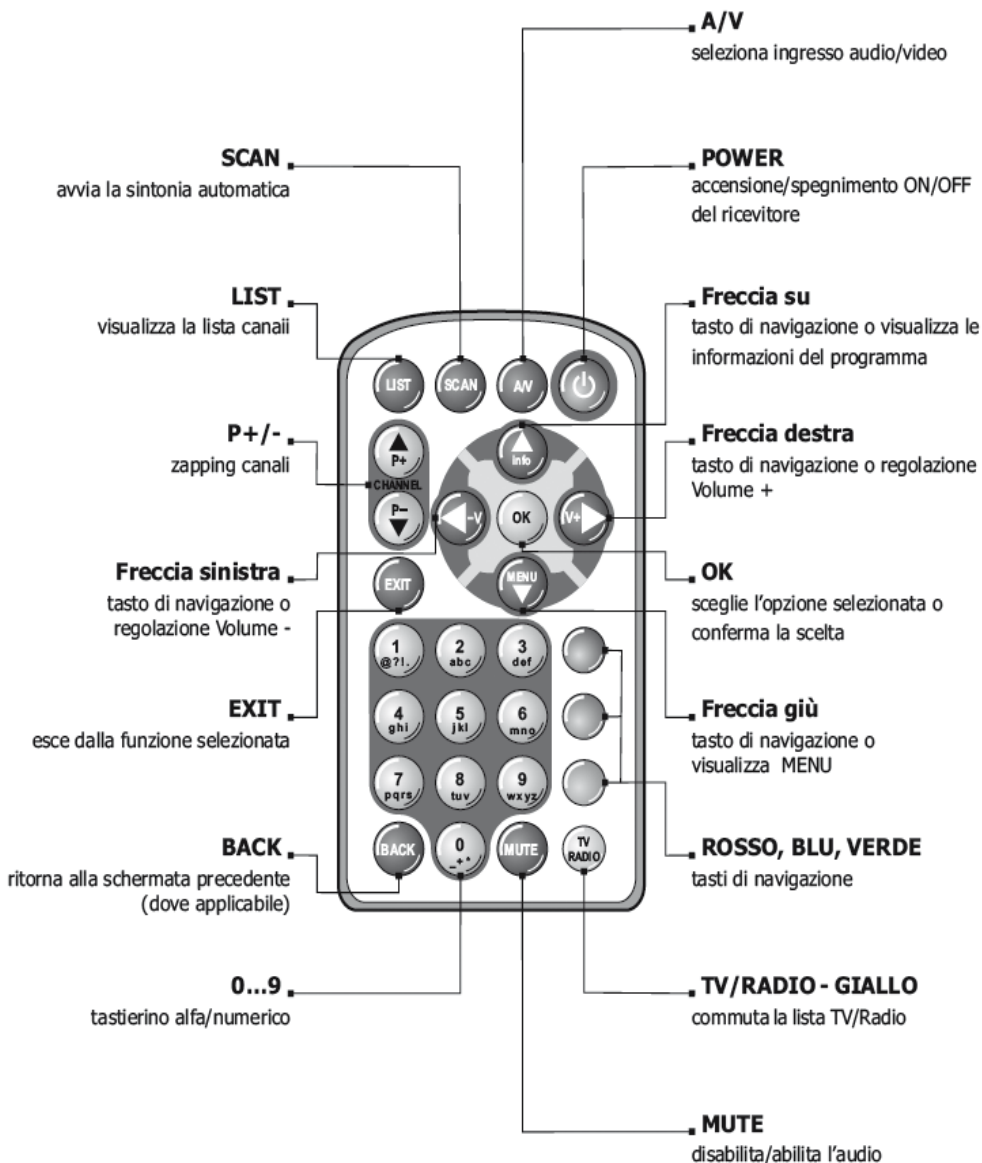 A/V
seleziona ingresso audio/video
SCAN
avvia la sintonia automatica
POWER
accensione/spegnimento ON/OFF
del ricevitore
LIST
visualizza la lista canaii
Freccia su
tasto di navigazione o visualizza le
informazioni del programma
P+/-
zapping canali
Freccia destra
tasto di navigazione o regolazione
Volume +
Freccia sinistra
tasto di navigazione o
regolazione Volume -
OK
sceglie l'opzione selezionata o
conferma la scelta
EXIT
esce dalla funzione selezionata
Freccia giù
tasto di navigazione o
visualizza MENU
BACK
ritorna alla schermata precedente
(dove applicabile)
ROSSO, BLU, VERDE
tasti di navigazione
0...9
tastierino alfa/numerico
TV/RADIO - GIALLO
commuta la lista TV/Radio
MUTE
disabilita/abilita l'audio
LIST SCAN A/V
P+
info
CHANNEL
P-
-V OK V+
EXIT MENU
1 2 3
@?!. abc def
4 5 6
ghi jkl mno
7 8 9
pqrs tuv wxyz
BACK 0 MUTE TV
_+* RADIO